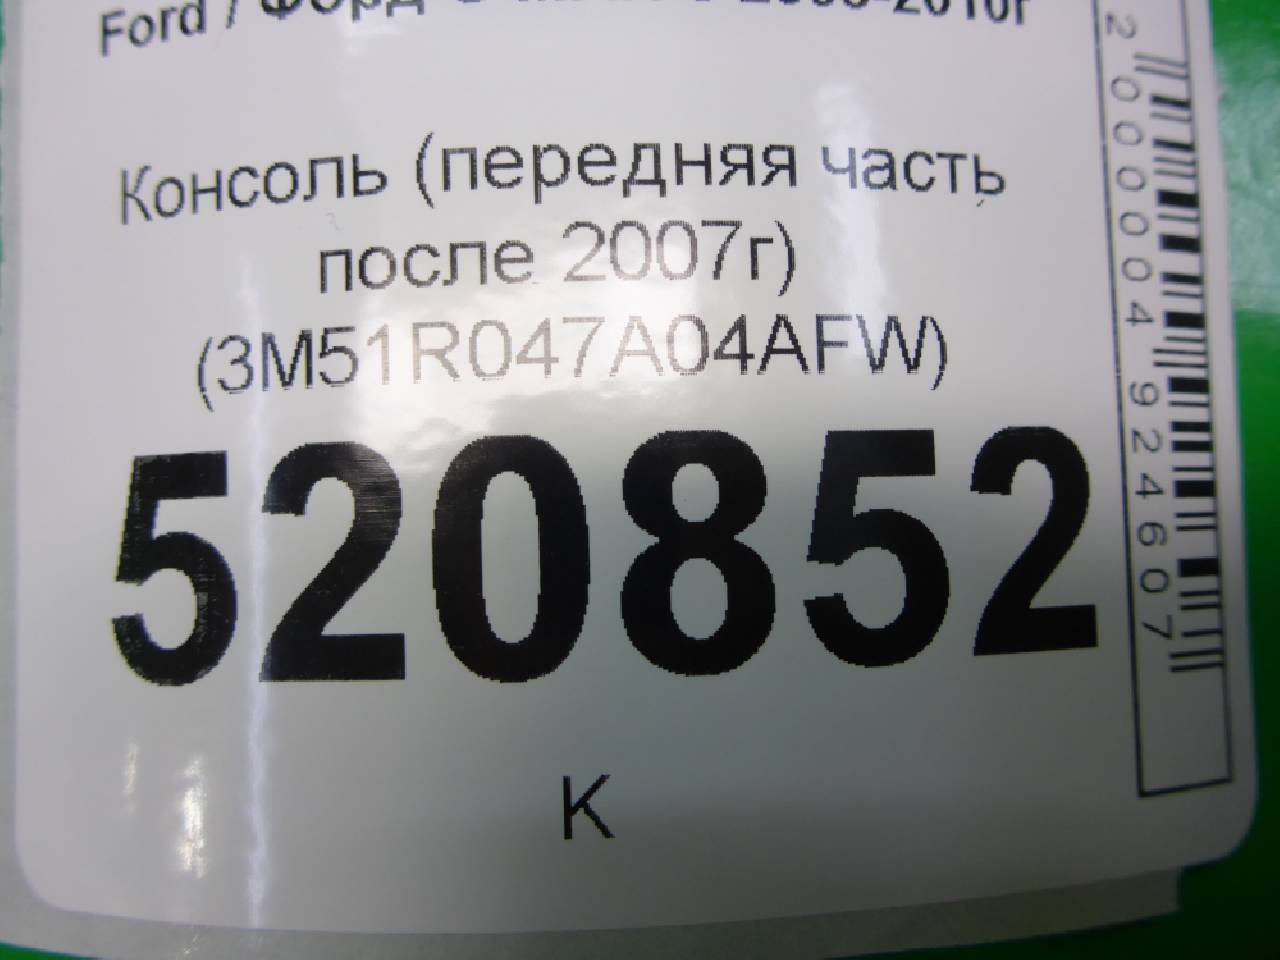 Ford / Форд
Консоль (передняя часть
после 2007г)
(3M51R047A04AFW)
520852
К
2000004924607